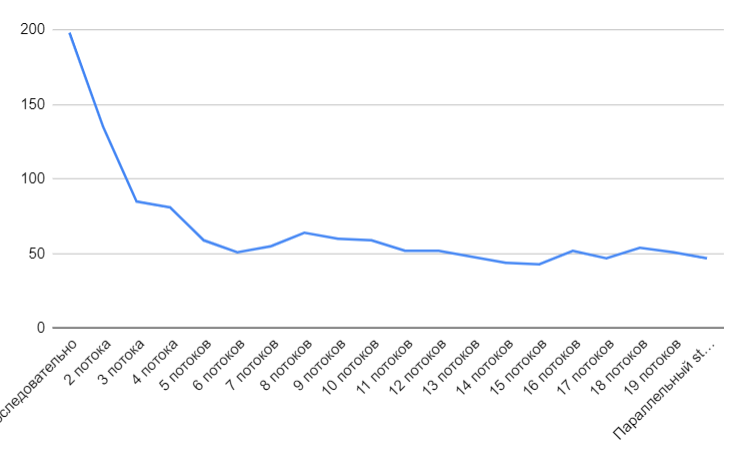 200
150
100
50
0
оследовательно
2 потока
3 потока
4 потока
5 потоков
6 потоков
7 потоков
8 потоков
9 потоков
10 потоков
11 потоков
12 потоков
13 потоков
14 потоков
15 потоков
16 потоков
17 потоков
18 потоков
19 потоков
Параллельный st…